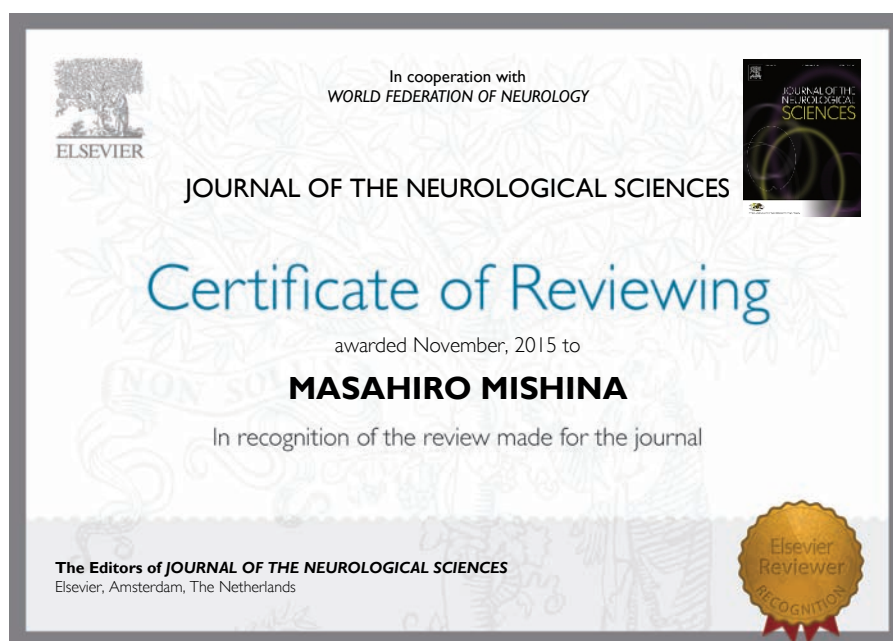 In cooperation with
WORLD FEDERATION OF NEUROLOGY
ELSEVIER
JOURNAL OF THE
NEUROLOGICAL
SCIENCES
JOURNAL OF THE NEUROLOGICAL SCIENCES
Certificate of Reviewing
awarded November, 2015 to
NON SOLUS
MASAHIRO MISHINA
In recognition of the review made for the journal
The Editors of JOURNAL OF THE NEUROLOGICAL SCIENCES
Elsevier, Amsterdam, The Netherlands
Elsevier
Reviewer
RECOGNITION